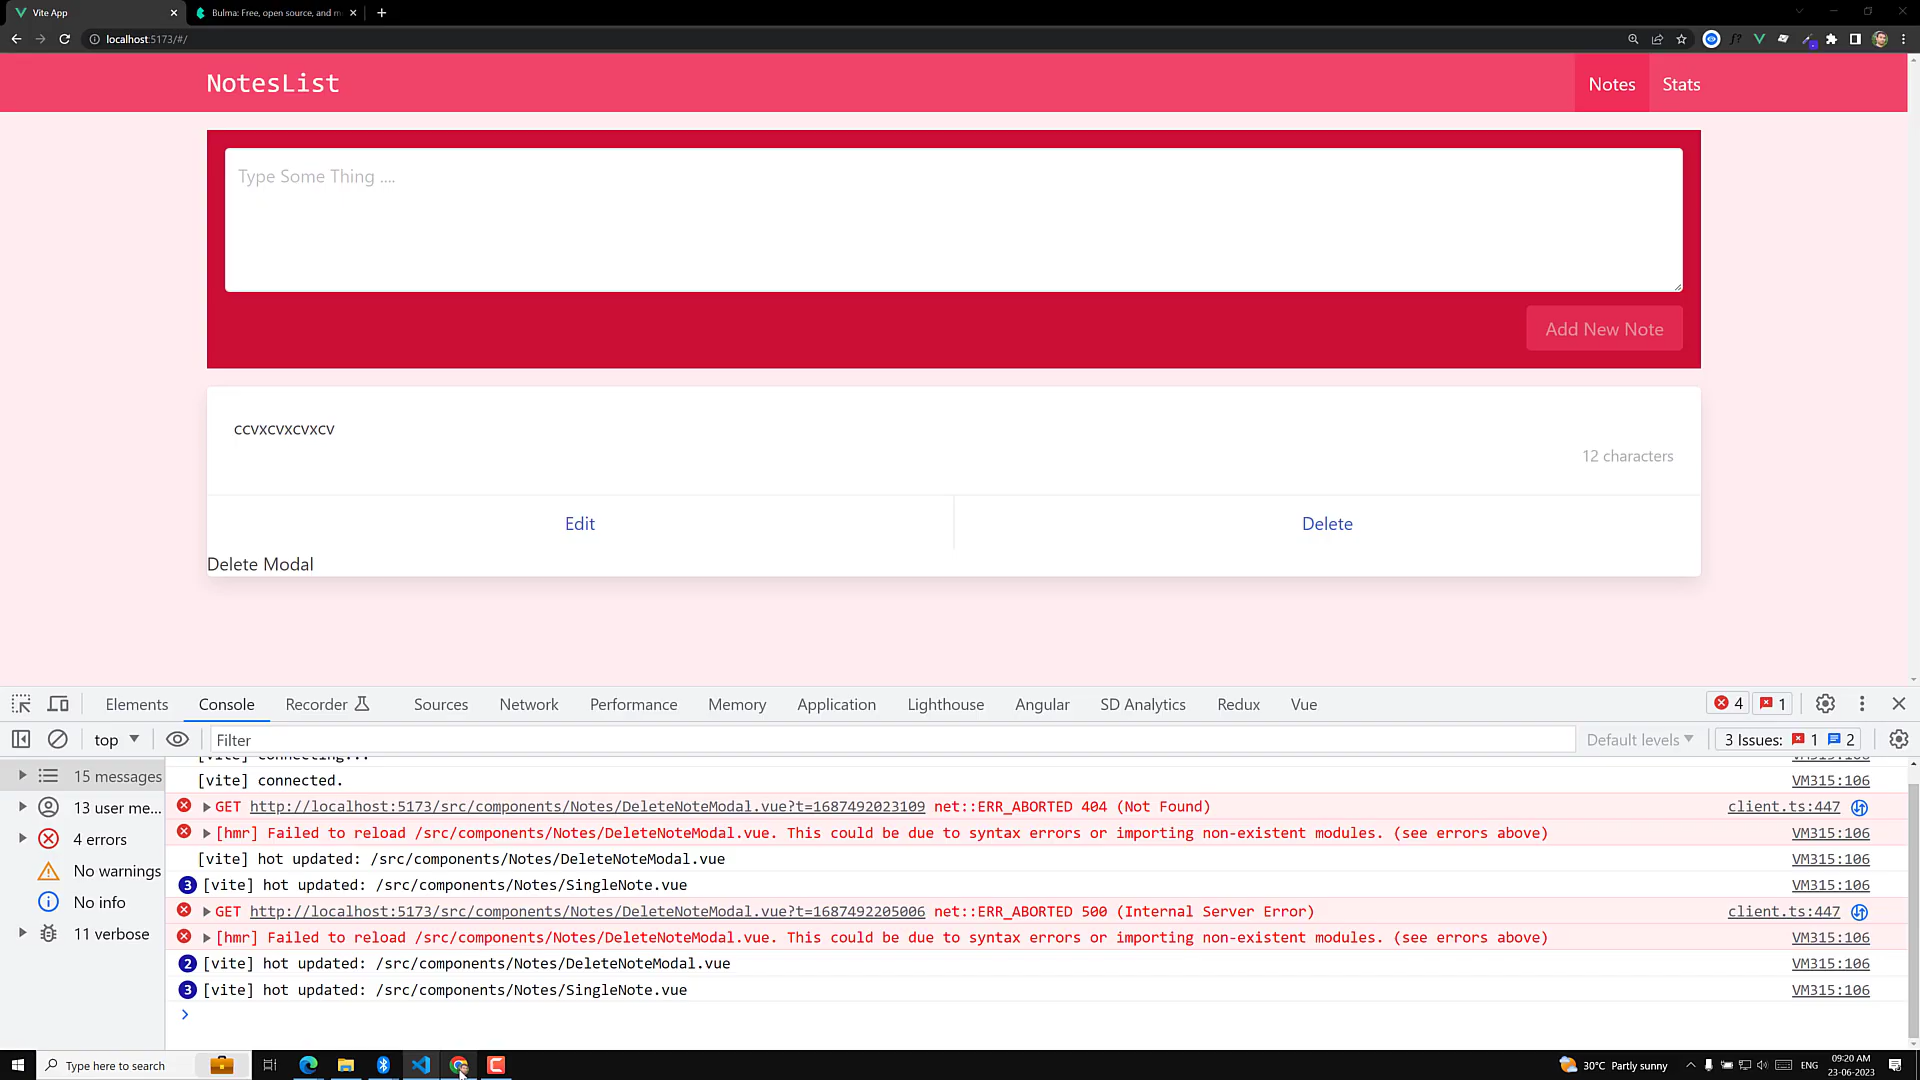 Vite App
Bulma: Free, open source, and m
localhost:5173/#/
NotesList
Notes
Stats
Type Some Thing ....
Add New Note
ccvxcvxcvxcv
12 characters
Edit
Delete
Delete Modal
Elements
Console
Recorder
Sources
Network
Performance
Memory
Application
Lighthouse
Angular
SD Analytics
Redux
Vue
4
1
top
Filter
Default levels
3 Issues: 1 2
15 messages
13 user me...
4 errors
No warnings
No info
11 verbose
[vite] connecting... VM315:106
[vite] connected. VM315:106
GET http://localhost:5173/src/components/Notes/DeleteNoteModal.vue?t=1687492023109 net::ERR_ABORTED 404 (Not Found) client.ts:447
[hmr] Failed to reload /src/components/Notes/DeleteNoteModal.vue. This could be due to syntax errors or importing non-existent modules. (see errors above) VM315:106
[vite] hot updated: /src/components/Notes/DeleteNoteModal.vue VM315:106
3 [vite] hot updated: /src/components/Notes/SingleNote.vue VM315:106
GET http://localhost:5173/src/components/Notes/DeleteNoteModal.vue?t=1687492205006 net::ERR_ABORTED 500 (Internal Server Error) client.ts:447
[hmr] Failed to reload /src/components/Notes/DeleteNoteModal.vue. This could be due to syntax errors or importing non-existent modules. (see errors above) VM315:106
2 [vite] hot updated: /src/components/Notes/DeleteNoteModal.vue VM315:106
3 [vite] hot updated: /src/components/Notes/SingleNote.vue VM315:106
Type here to search
30°C Partly sunny
ENG
09:20 AM
23-06-2023